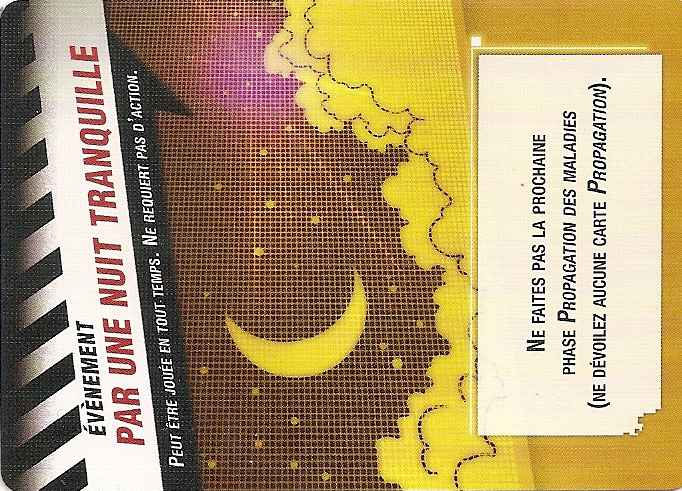 ÉVÈNEMENT
PAR UNE NUIT TRANQUILLE
PEUT ÊTRE JOUÉE EN TOUT TEMPS. NE REQUIERT PAS D'ACTION.
NE FAITES PAS LA PROCHAINE
PHASE PROPAGATION DES MALADIES
(NE DÉVOILEZ AUCUNE CARTE PROPAGATION).